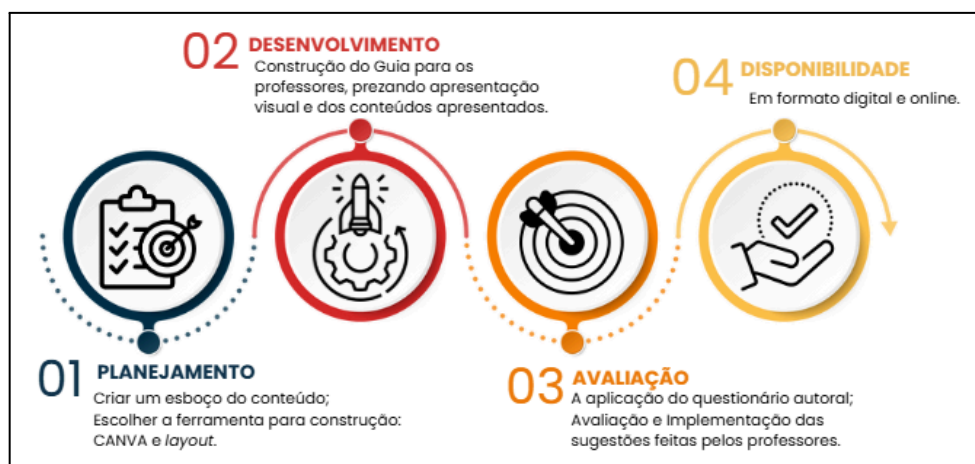 02 DESENVOLVIMENTO
Construção do Guia para os
professores, prezando apresentação
visual e dos conteúdos apresentados.
04 DISPONIBILIDADE
Em formato digital e online.
01 PLANEJAMENTO
Criar um esboço do conteúdo;
Escolher a ferramenta para construção:
CANVA e layout.
03 AVALIAÇÃO
A aplicação do questionário autoral;
Avaliação e Implementação das
sugestões feitas pelos professores.